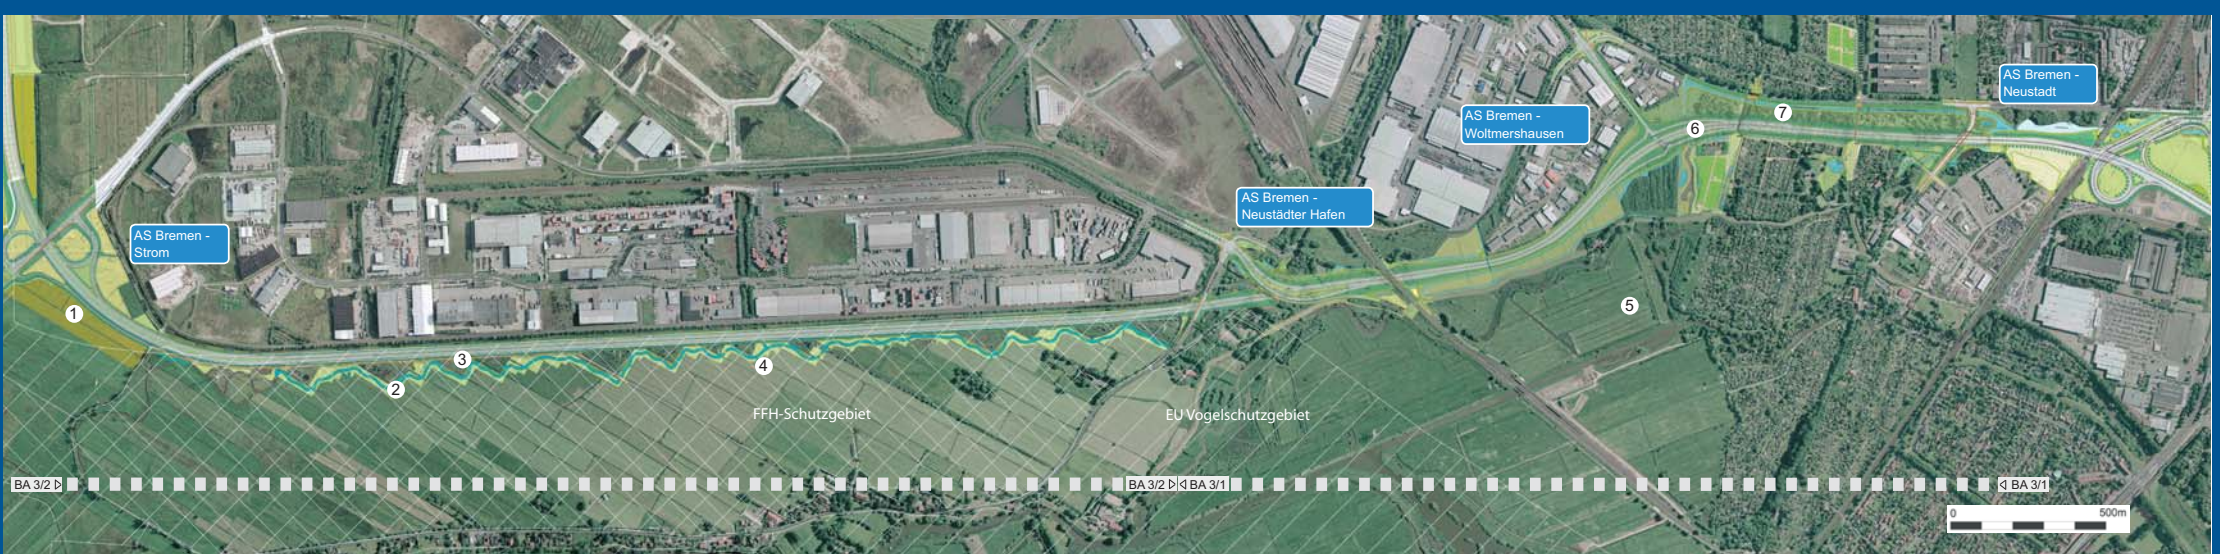 AS Bremen -
Neustadt
AS Bremen -
Woltmershausen
AS Bremen -
Neustädter Hafen
AS Bremen -
Strom
7
6
5
1
3
4
2
FFH-Schutzgebiet
EU Vogelschutzgebiet
BA 3/2
BA 3/2
BA 3/1
BA 3/1
0
500m